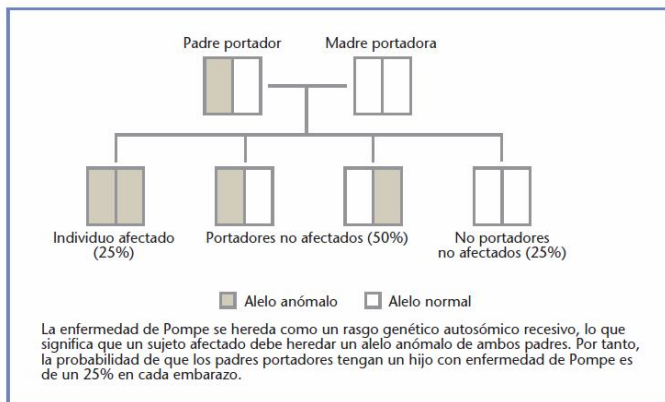 Padre portador
Madre portadora
Individuo afectado
(25%)
Portadores no afectados (50%)
No portadores
no afectados (25%)
Alelo anómalo
Alelo normal
La enfermedad de Pompe se hereda como un rasgo genético autosómico recesivo, lo que
significa que un sujeto afectado debe heredar un alelo anómalo de ambos padres. Por tanto,
la probabilidad de que los padres portadores tengan un hijo con enfermedad de Pompe es
de un 25% en cada embarazo.